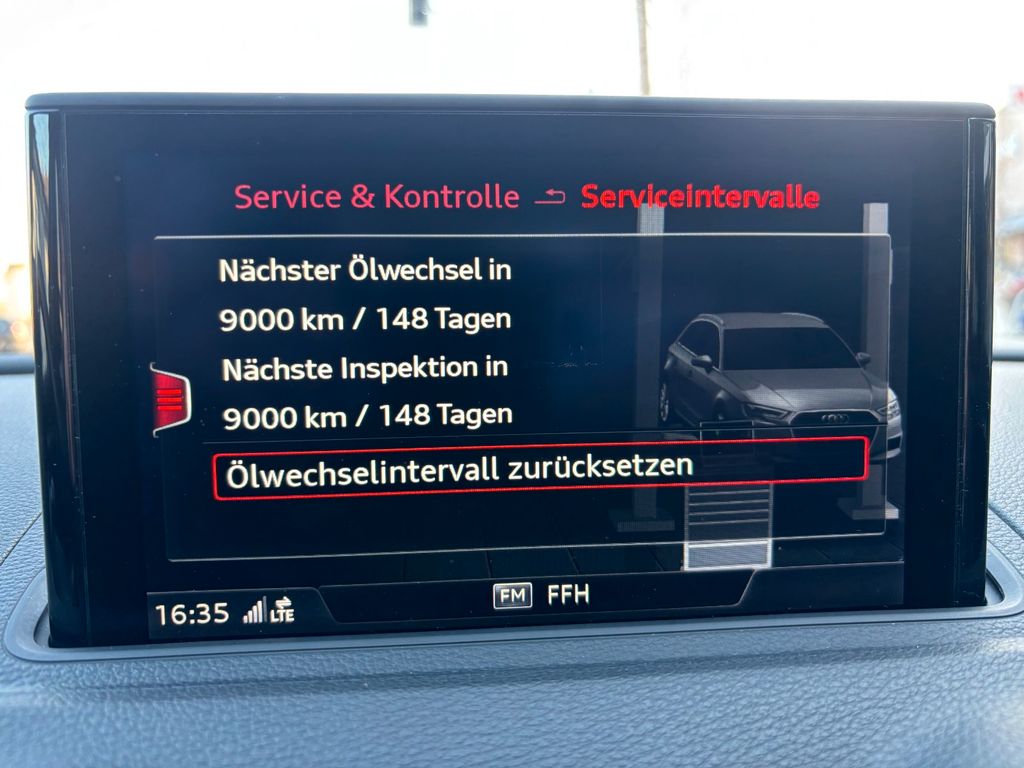 Service & Kontrolle Serviceintervalle
Nächster Ölwechsel in
9000 km / 148 Tagen
Nächste Inspektion in
9000 km / 148 Tagen
Ölwechselintervall zurücksetzen
FM FFH
16:35 LTE